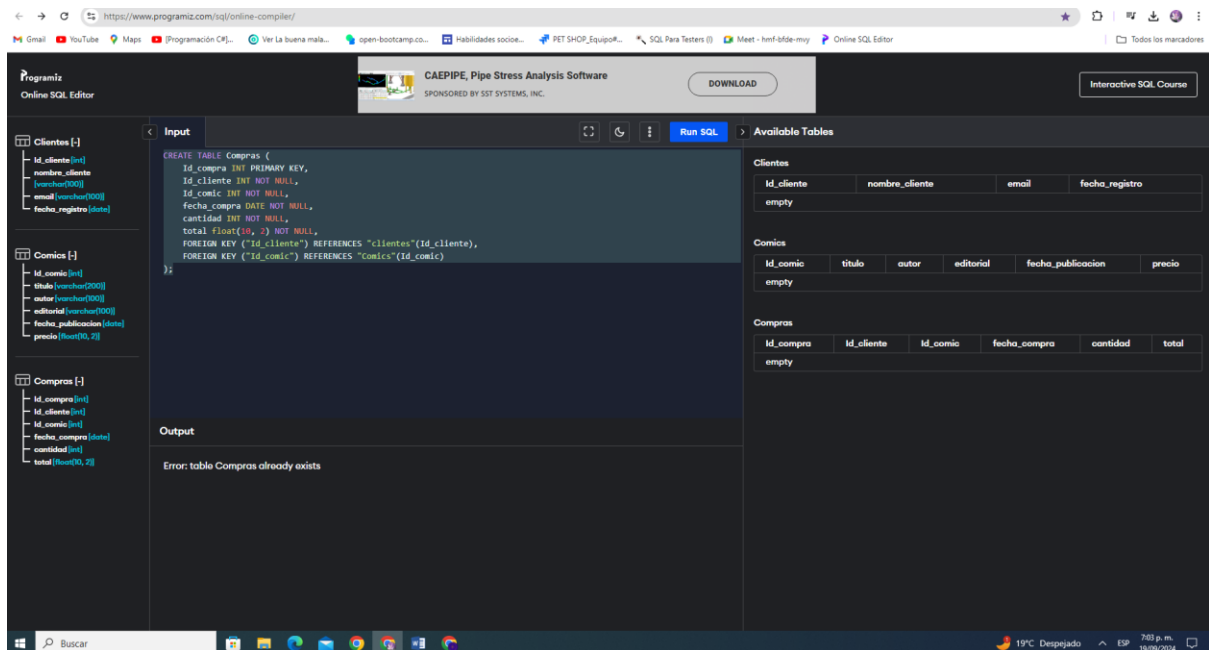 https://www.programiz.com/sql/online-compiler/
Gmail YouTube Maps (Programación C#)... Ver La buena mala... open-bootcamp.co... Habilidades socioe... PET SHOP_Equipo#... SQL Para Testers (I) Meet - hmf-bfde-mvy Online SQL Editor Todos los marcadores
Programiz
Online SQL Editor
CAEPIPE, Pipe Stress Analysis Software
SPONSORED BY SST SYSTEMS, INC.
DOWNLOAD
Interactive SQL Course
Clientes [-]
Id_cliente [int]
nombre_cliente
[varchar(100)]
email [varchar(100)]
fecha_registro [date]
Comics [-]
Id_comic [int]
titulo [varchar(200)]
autor [varchar(100)]
editorial [varchar(100)]
fecha_publicacion [date]
precio [float(10, 2)]
Compras [-]
Id_compra [int]
Id_cliente [int]
Id_comic [int]
fecha_compra [date]
cantidad [int]
total [float(10, 2)]
Input
Run SQL
CREATE TABLE Compras (
Id_compra INT PRIMARY KEY,
Id_cliente INT NOT NULL,
Id_comic INT NOT NULL,
fecha_compra DATE NOT NULL,
cantidad INT NOT NULL,
total float(10, 2) NOT NULL,
FOREIGN KEY ("Id_cliente") REFERENCES "clientes"(Id_cliente),
FOREIGN KEY ("Id_comic") REFERENCES "Comics"(Id_comic)
);
Output
Error: table Compras already exists
Available Tables
Clientes
Id_cliente nombre_cliente email fecha_registro
empty
Comics
Id_comic titulo autor editorial fecha_publicacion precio
empty
Compras
Id_compra Id_cliente Id_comic fecha_compra cantidad total
empty
Buscar
19°C Despejado ESP 7:03 p. m.
19/09/2024